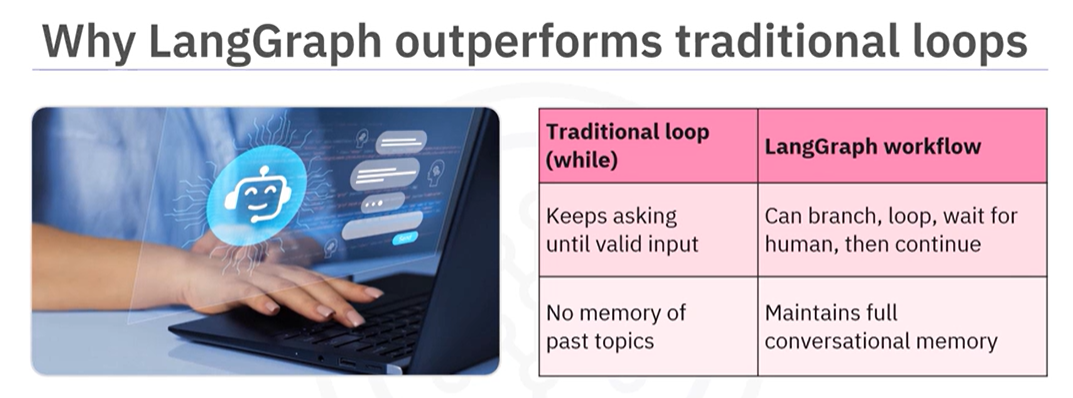 Why LangGraph outperforms traditional loops
Traditional loop
(while)
LangGraph workflow
Keeps asking
until valid input
Can branch, loop, wait for
human, then continue
No memory of
past topics
Maintains full
conversational memory